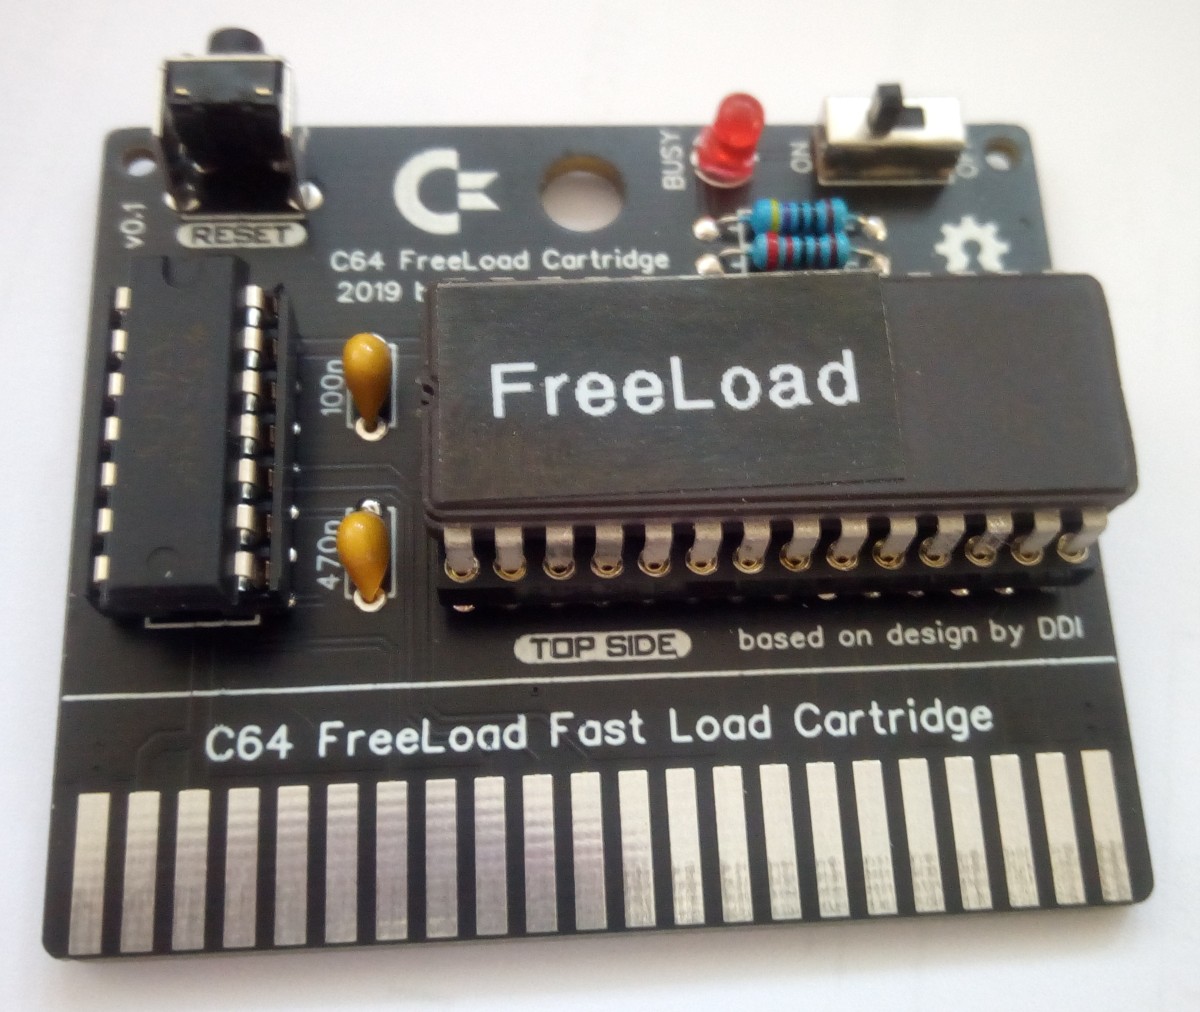 BUSY
ON
v0.1
RESET
C64 FreeLoad Cartridge
2019
FreeLoad
100n
470n
TOP SIDE
based on design by DDI
C64 FreeLoad Fast Load Cartridge